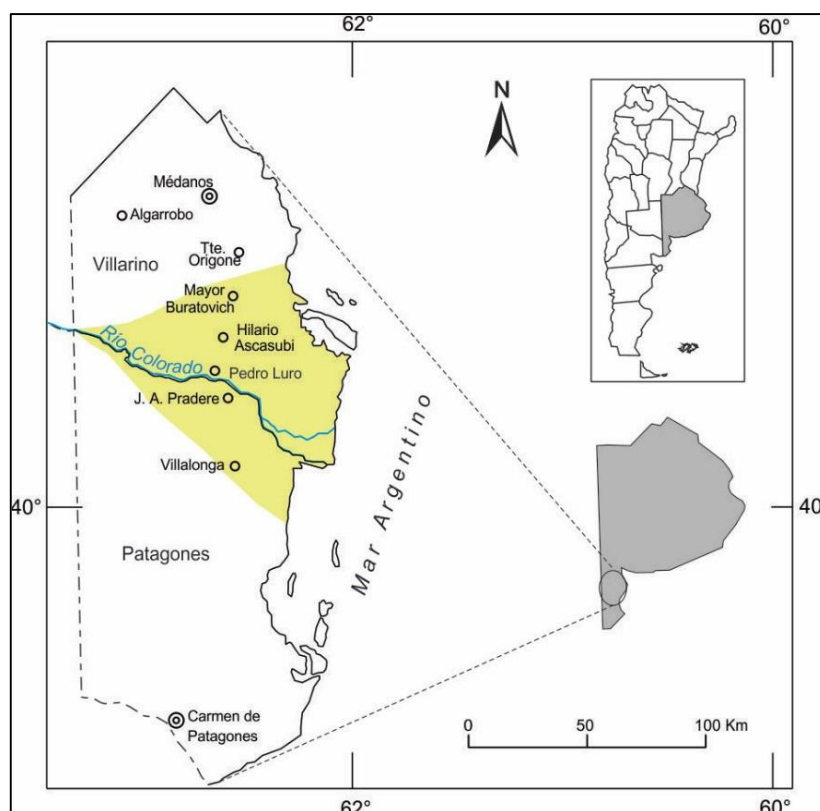 62°
60°
N
Médanos
Algarrobo
Tte.
Origone
Villarino
Mayor
Buratovich
Hilario
Ascasubi
Río Colorado
Pedro Luro
J. A. Pradere
Villalonga
Mar Argentino
40°
40
Patagones
Carmen de
Patagones
0 50 100 Km
62°
60°